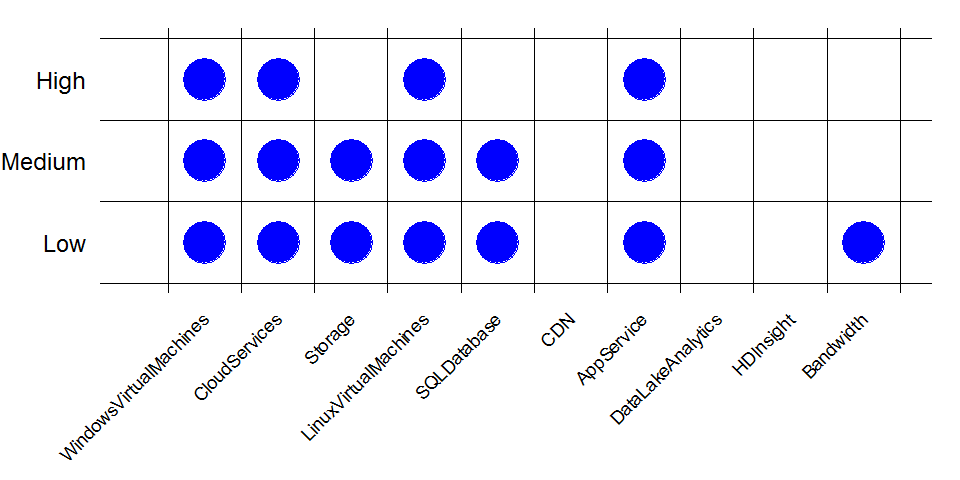 High
Medium
Low
WindowsVirtualMachines
CloudServices
Storage
LinuxVirtualMachines
SQLDatabase
CDN
AppService
DataLakeAnalytics
HDInsight
Bandwidth